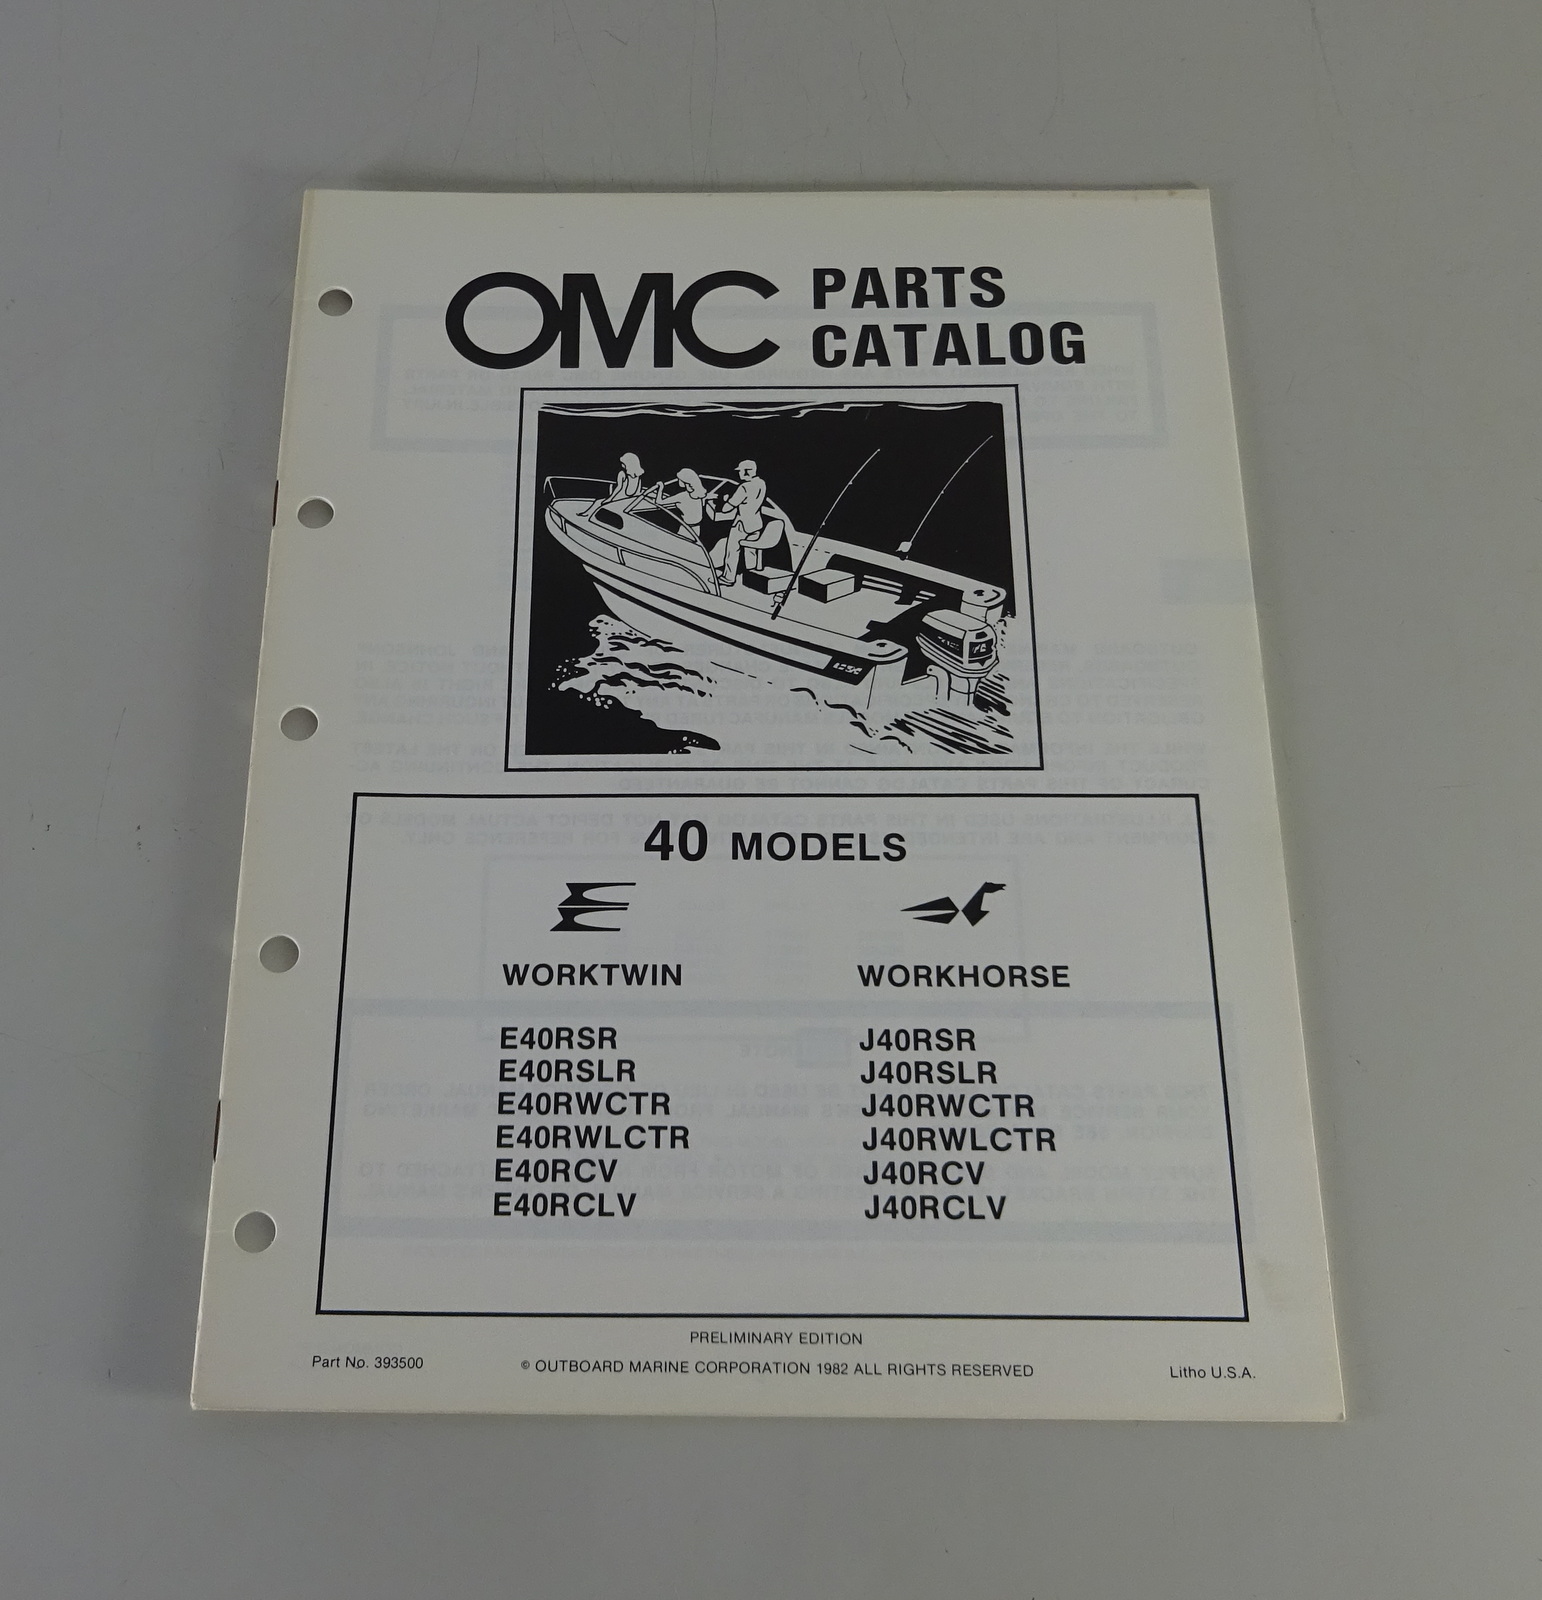 OMC PARTS
CATALOG
40 MODELS
WORKTWIN
E40RSR
E40RSLR
E40RWCTR
E40RWLCTR
E40RCV
E40RCLV
WORKHORSE
J40RSR
J40RSLR
J40RWCTR
J40RWLCTR
J40RCV
J40RCLV
PRELIMINARY EDITION
Part No. 393500
© OUTBOARD MARINE CORPORATION 1982 ALL RIGHTS RESERVED
Litho U.S.A.